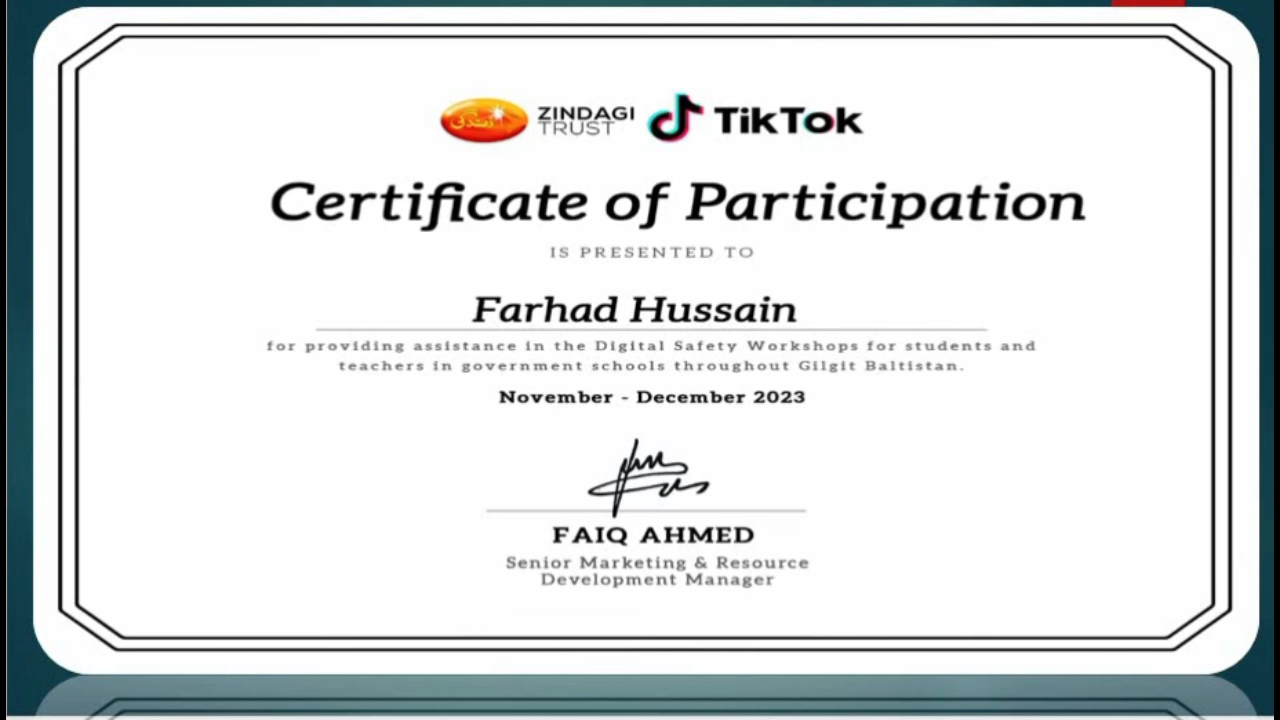 زندگی
ZINDAGI
TRUST
TikTok
Certificate of Participation
IS PRESENTED TO
Farhad Hussain
for providing assistance in the Digital Safety Workshops for students and
teachers in government schools throughout Gilgit Baltistan.
November - December 2023
FAIQ AHMED
Senior Marketing & Resource
Development Manager